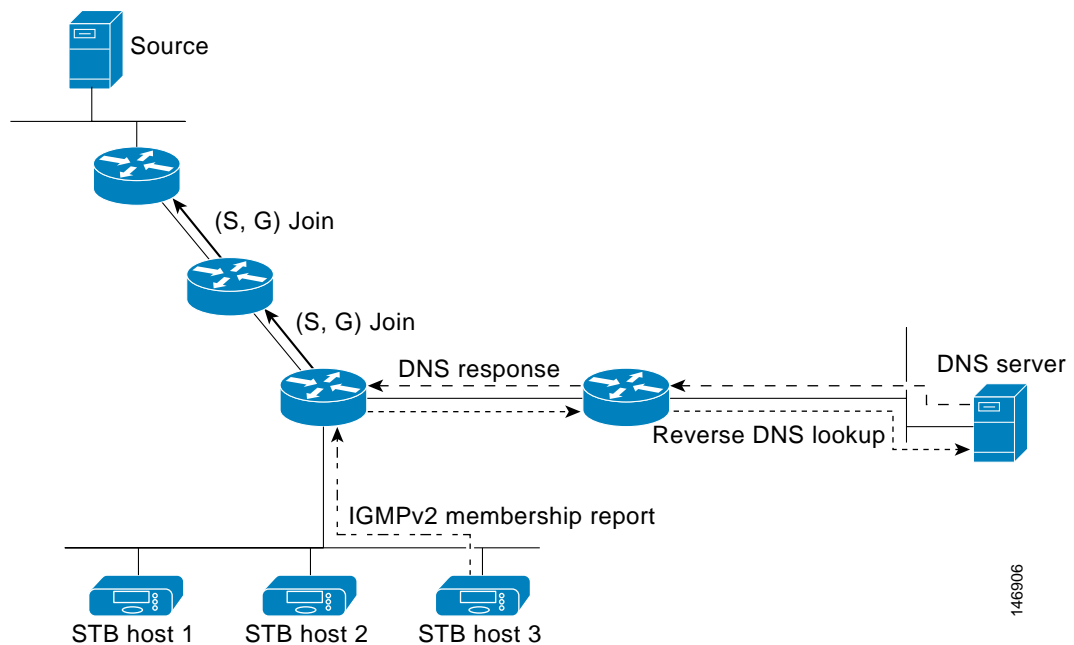 Source
(S, G) Join
(S, G) Join
DNS response
DNS server
Reverse DNS lookup
IGMPv2 membership report
STB host 1
STB host 2
STB host 3
146906